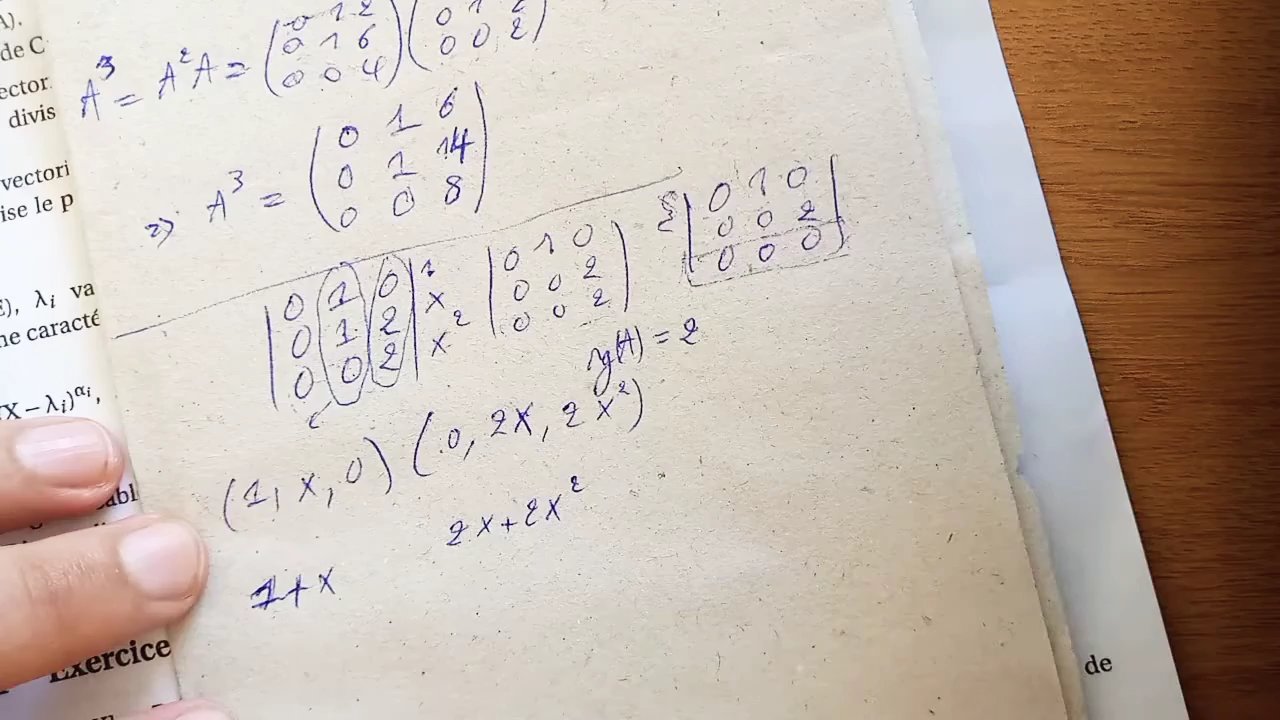 A).
de C
ector
divis
vectori
ise le p
E), λi va
ne caracté
(X – λi)^αi,
abl
Exercice
de
A³ = A²A = (0 1 2) (0 1 2)
(0 1 6) (0 0 2)
(0 0 4)
2) A³ = (0 1 6)
(0 1 14)
(0 0 8)
|0 1 0| 1 |0 1 0| |0 1 0|
|0 1 2| x |0 0 2| |0 0 2|
|0 0 2| x² |0 0 2| |0 0 0|
rg(A) = 2
(1, x, 0) (0, 2x, 2x²)
2x+2x²
1+x